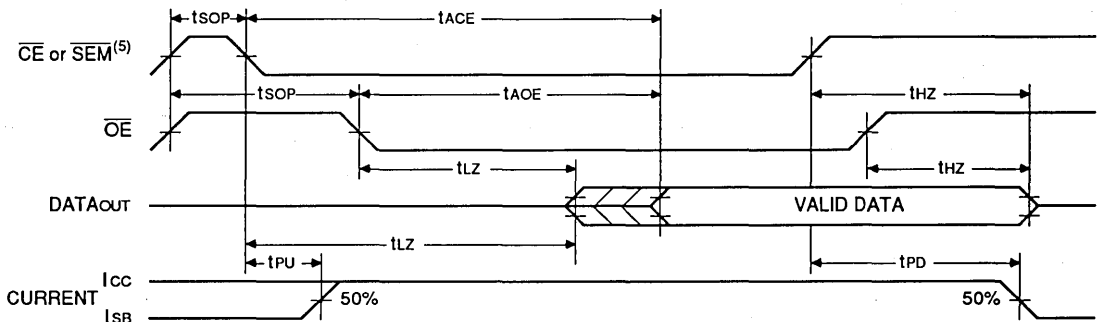 tSOP tACE
CE or SEM(5)
tSOP tAOE tHZ
OE
tLZ tHZ
DATAOUT VALID DATA
tLZ
tPU tPD
ICC
CURRENT 50% 50%
ISB